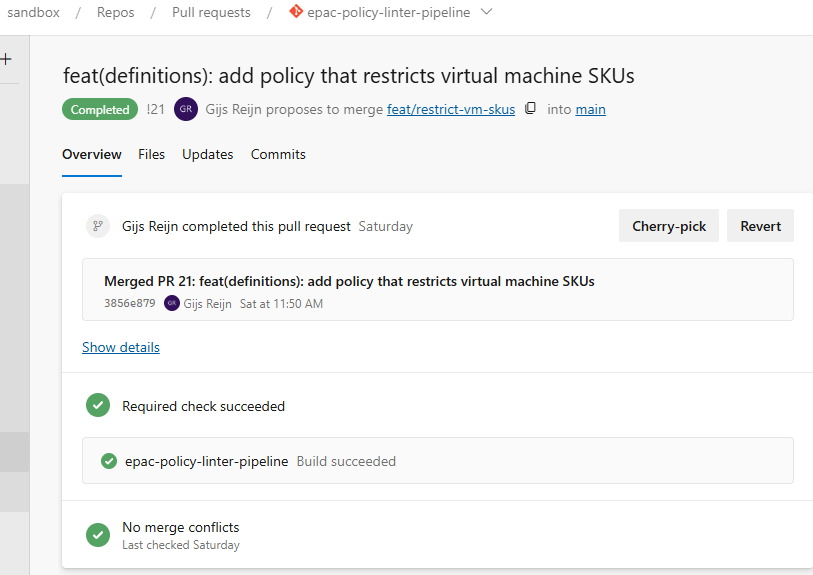 sandbox / Repos / Pull requests / epac-policy-linter-pipeline
feat(definitions): add policy that restricts virtual machine SKUs
Completed !21 GR Gijs Reijn proposes to merge feat/restrict-vm-skus into main
Overview Files Updates Commits
Gijs Reijn completed this pull request Saturday Cherry-pick Revert
Merged PR 21: feat(definitions): add policy that restricts virtual machine SKUs
3856e879 GR Gijs Reijn Sat at 11:50 AM
Show details
Required check succeeded
epac-policy-linter-pipeline Build succeeded
No merge conflicts
Last checked Saturday